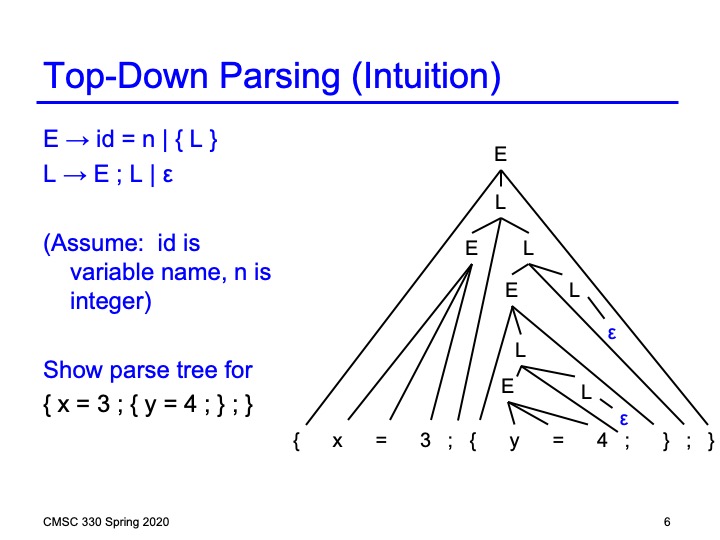 Top-Down Parsing (Intuition)
E → id = n | { L }
L → E ; L | ε
(Assume: id is
variable name, n is
integer)
Show parse tree for
{ x = 3 ; { y = 4 ; } ; }
E
L
E L
E L
ε
L
E L
ε
{ x = 3 ; { y = 4 ; } ; }
CMSC 330 Spring 2020
6